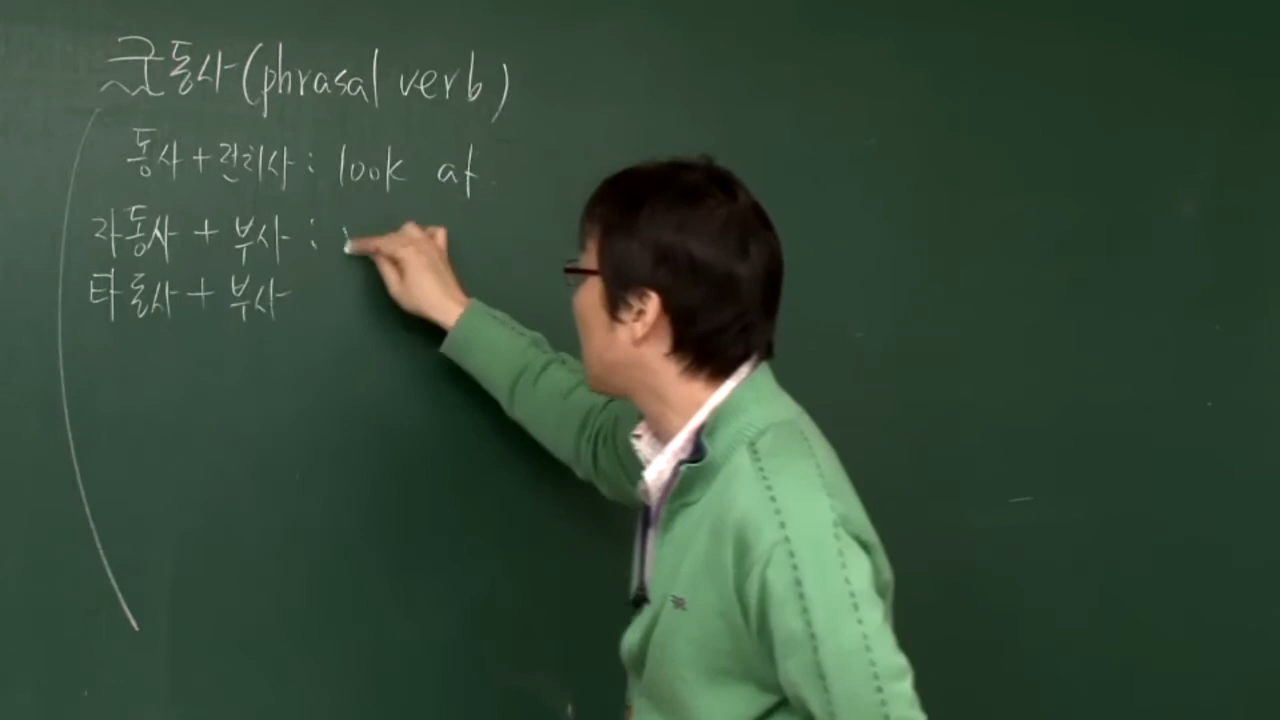 구동사(phrasal verb)
동사+전치사 : look at
자동사 + 부사 :
타동사+부사